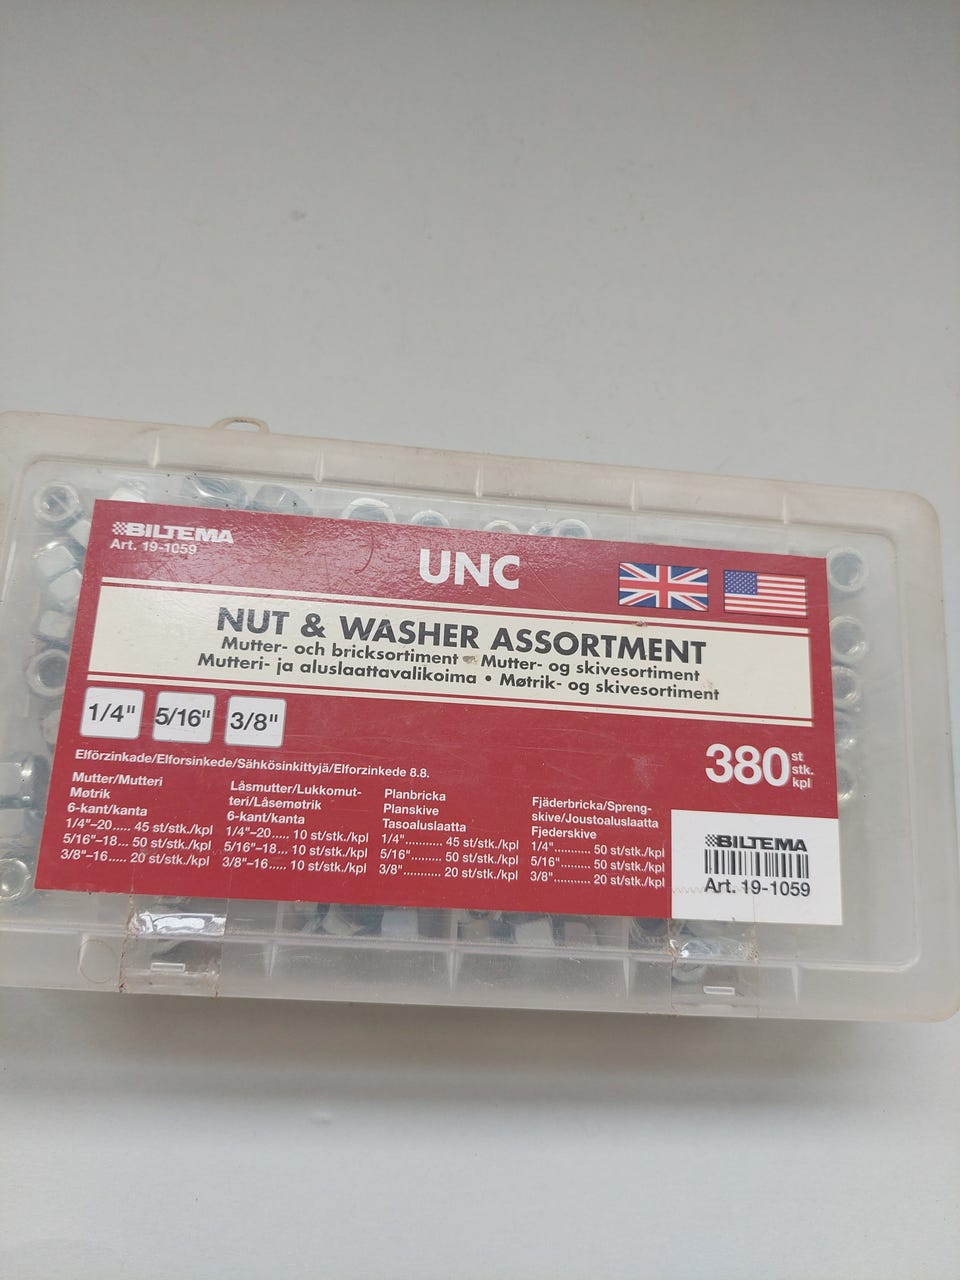 BILTEMA
Art. 19-1059
UNC
NUT & WASHER ASSORTMENT
Mutter- och bricksortiment • Mutter- og skivesortiment
Mutteri- ja aluslaattavalikoima • Møtrik- og skivesortiment
1/4" 5/16" 3/8"
380 st stk. kpl
Elförzinkade/Elforsinkede/Sähkösinkittyjä/Elforzinkede 8.8.
Mutter/Mutteri
Møtrik
6-kant/kanta
1/4"–20..... 45 st/stk./kpl
5/16"–18... 50 st/stk./kpl
3/8"–16..... 20 st/stk./kpl
Låsmutter/Lukkomut-
teri/Låsemøtrik
6-kant/kanta
1/4"–20..... 10 st/stk./kpl
5/16"–18... 10 st/stk./kpl
3/8"–16..... 10 st/stk./kpl
Planbricka
Planskive
Tasoaluslaatta
1/4".......... 45 st/stk./kpl
5/16"........ 50 st/stk./kpl
3/8"........... 20 st/stk./kpl
Fjäderbricka/Spreng-
skive/Joustoaluslaatta
Fjederskive
1/4".......... 50 st/stk./kpl
5/16"........ 50 st/stk./kpl
3/8"........... 20 st/stk./kpl
BILTEMA
Art. 19-1059